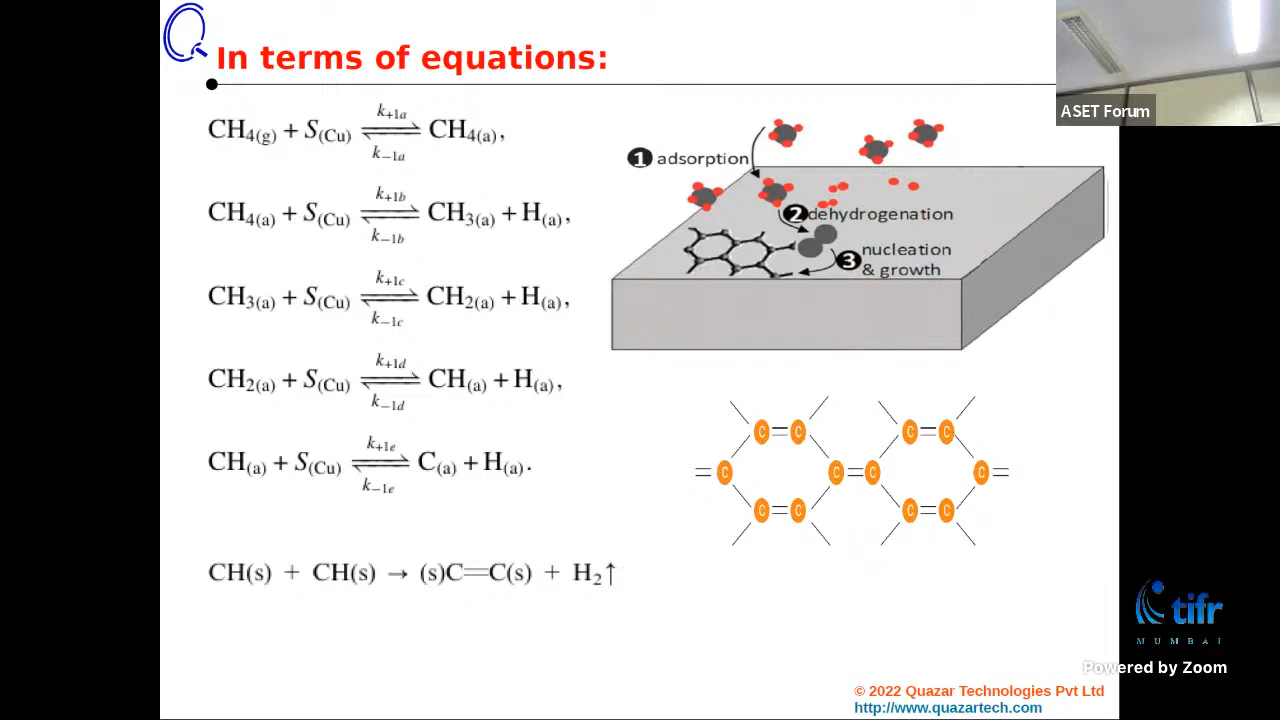 In terms of equations:
ASET Forum
CH₄(g) + S(Cu) ⇌ CH₄(a), k₊₁ₐ k₋₁ₐ
CH₄(a) + S(Cu) ⇌ CH₃(a) + H(a), k₊₁b k₋₁b
CH₃(a) + S(Cu) ⇌ CH₂(a) + H(a), k₊₁c k₋₁c
CH₂(a) + S(Cu) ⇌ CH(a) + H(a), k₊₁d k₋₁d
CH(a) + S(Cu) ⇌ C(a) + H(a). k₊₁e k₋₁e
CH(s) + CH(s) → (s)C=C(s) + H₂↑
1 adsorption
2 dehydrogenation
3 nucleation
& growth
C = C C = C
= C C = C C =
C = C C = C
tifr
MUMBAI
Powered by Zoom
© 2022 Quazar Technologies Pvt Ltd
http://www.quazartech.com